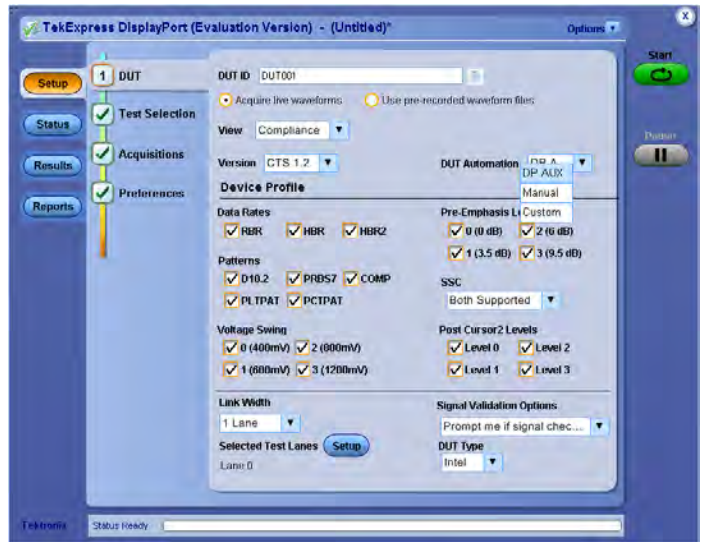 TekExpress DisplayPort (Evaluation Version) - (Untitled)*
Options
x
Start
Setup
Status
Results
Reports
1 DUT
Test Selection
Acquisitions
Preferences
DUT ID DUT001
Acquire live waveforms Use pre-recorded waveform files
View Compliance
Version CTS 1.2 DUT Automation DP A
DP AUX
Manual
Custom
Device Profile
Data Rates
RBR HBR HBR2
Pre-Emphasis L
0 (0 dB) 2 (6 dB)
1 (3.5 dB) 3 (9.5 dB)
Patterns
D10.2 PRBS7 COMP
PLTPAT PCTPAT
SSC
Both Supported
Voltage Swing
0 (400mV) 2 (800mV)
1 (600mV) 3 (1200mV)
Post Cursor2 Levels
Level 0 Level 2
Level 1 Level 3
Link Width
1 Lane
Selected Test Lanes Setup
Lane 0
Signal Validation Options
Prompt me if signal chec...
DUT Type
Intel
Pause
Tektronix Status Ready